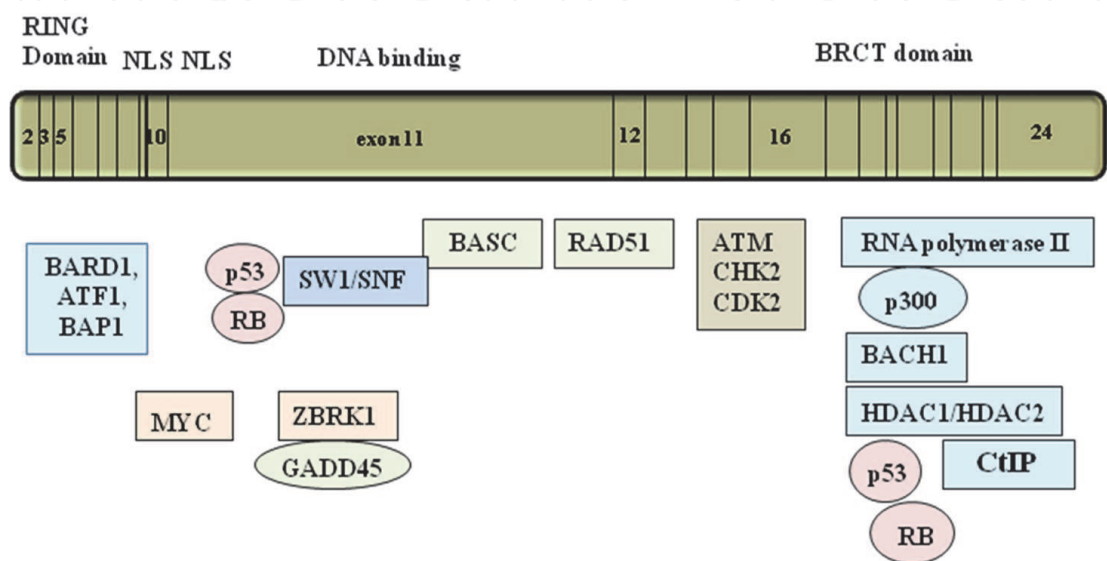 RING
Domain NLS NLS DNA binding BRCT domain
2 3 5 10 exon11 12 16 24
BARD1,
ATF1,
BAP1
p53
RB
SW1/SNF
BASC
RAD51
ATM
CHK2
CDK2
RNA polymerase II
p300
BACH1
HDAC1/HDAC2
p53
CtIP
RB
MYC
ZBRK1
GADD45